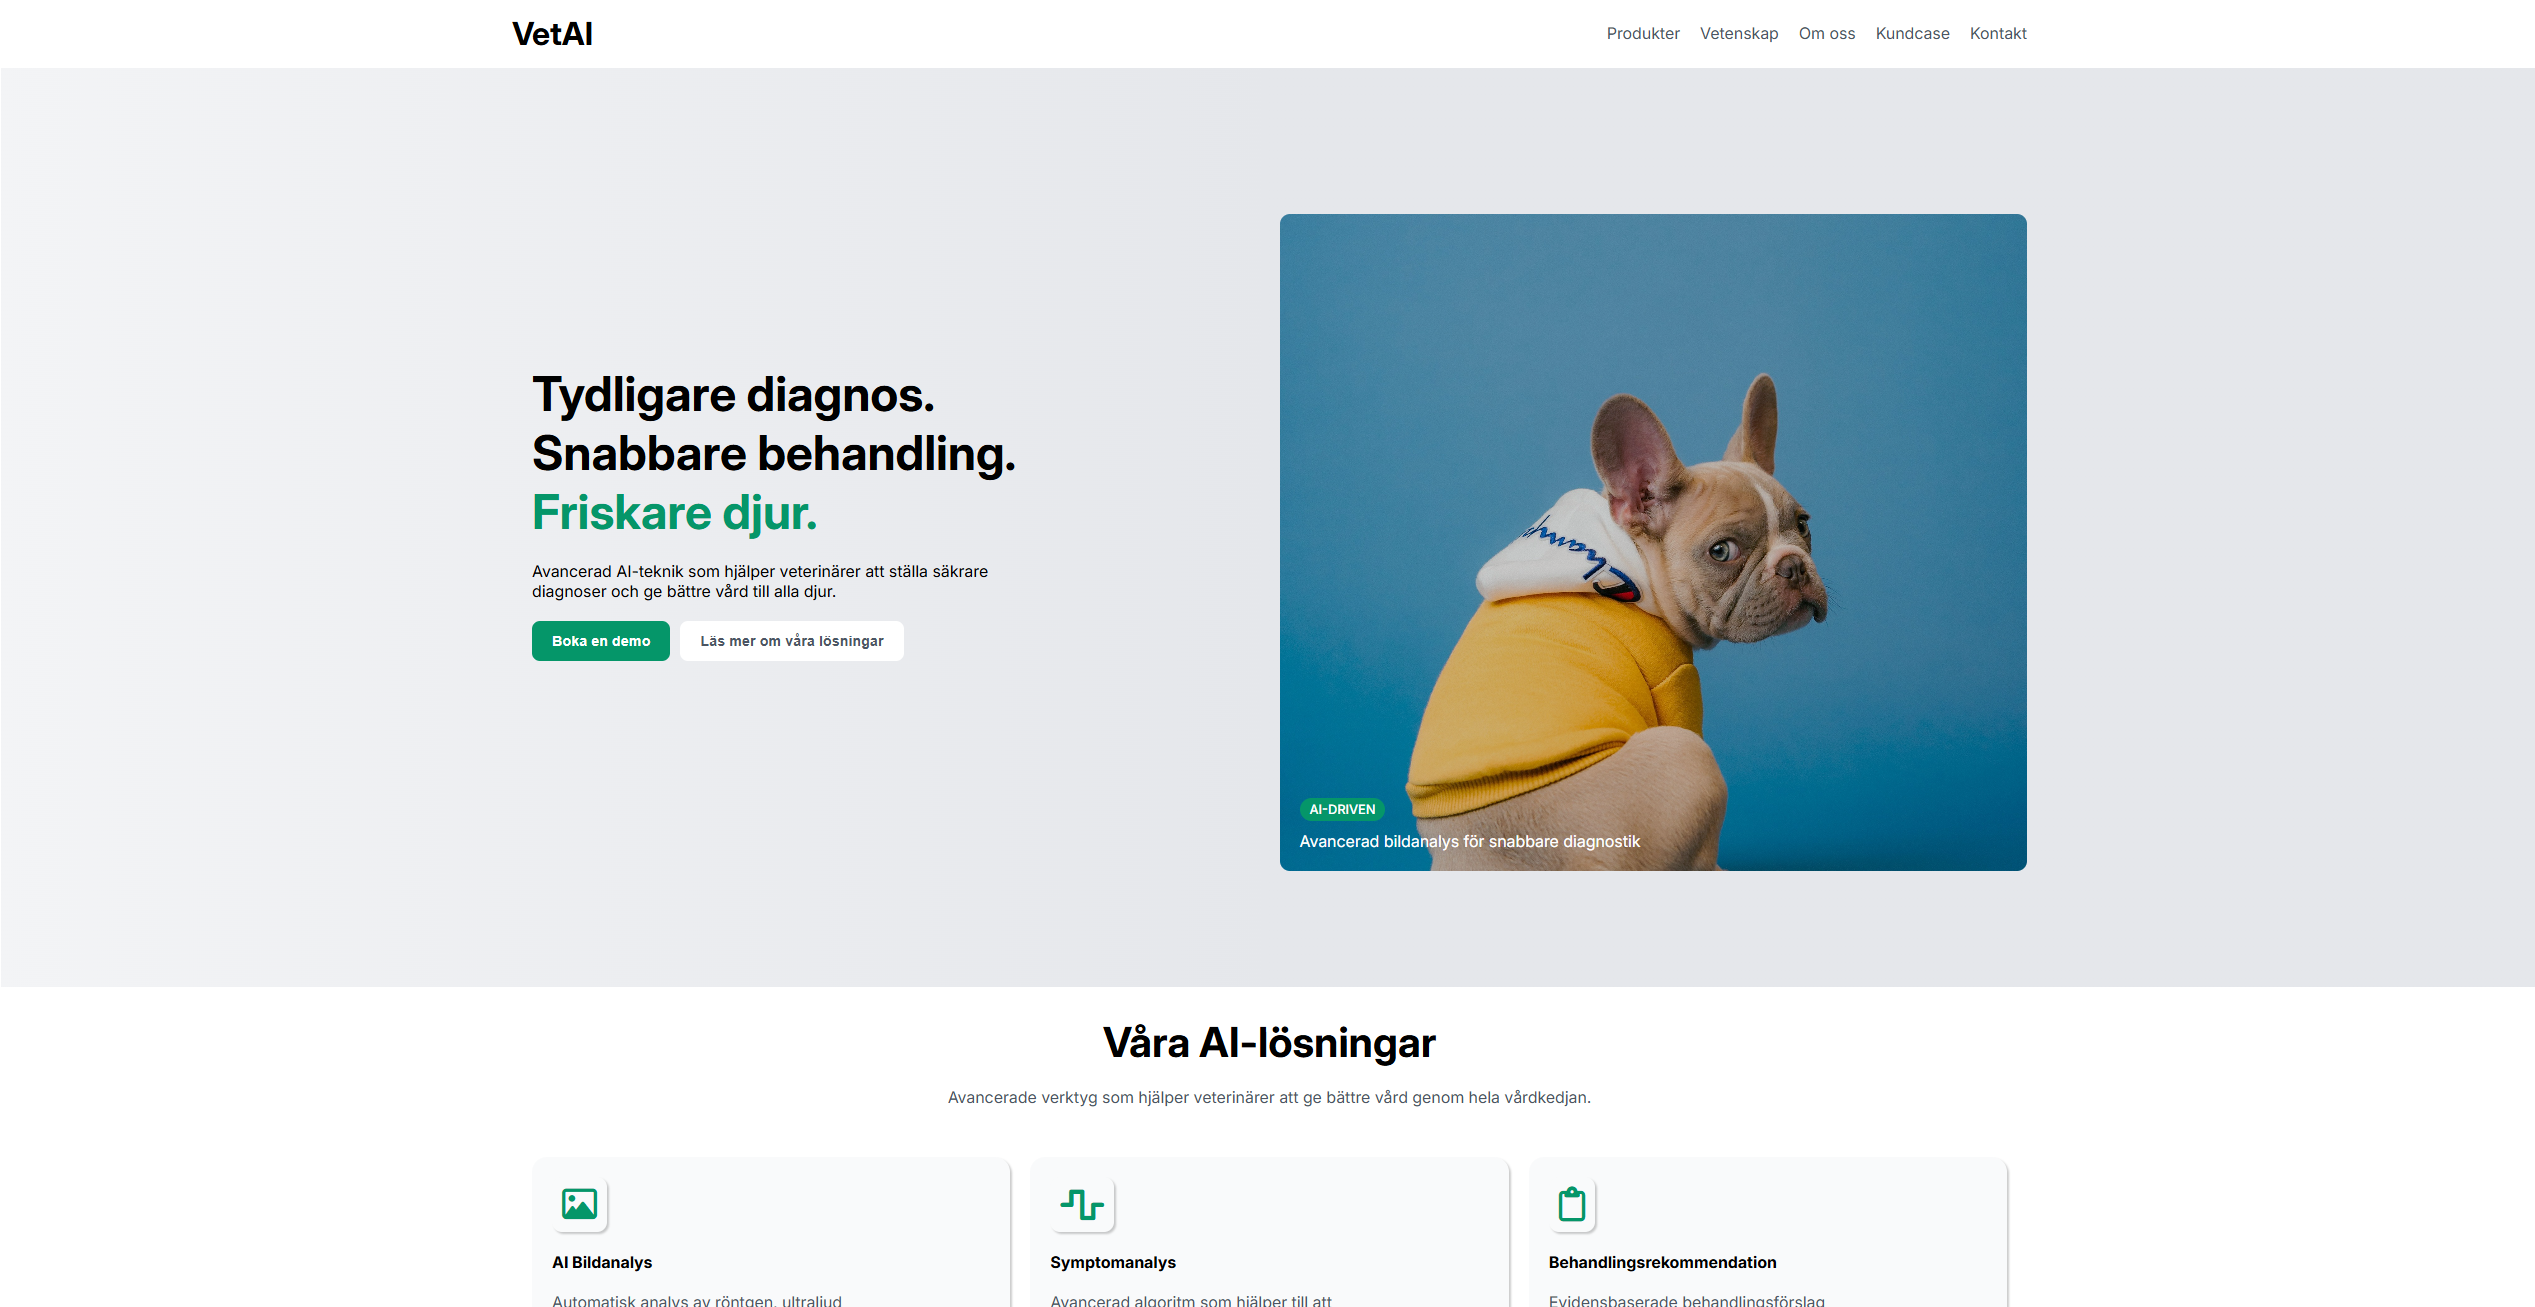 VetAI
Produkter Vetenskap Om oss Kundcase Kontakt
Tydligare diagnos.
Snabbare behandling.
Friskare djur.
Avancerad AI-teknik som hjälper veterinärer att ställa säkrare
diagnoser och ge bättre vård till alla djur.
Boka en demo
Läs mer om våra lösningar
Champ
AI-DRIVEN
Avancerad bildanalys för snabbare diagnostik
Våra AI-lösningar
Avancerade verktyg som hjälper veterinärer att ge bättre vård genom hela vårdkedjan.
AI Bildanalys
Automatisk analys av röntgen, ultraljud
Symptomanalys
Avancerad algoritm som hjälper till att
Behandlingsrekommendation
Evidensbaserade behandlingsförslag